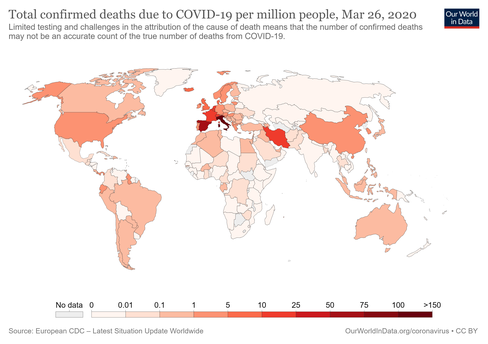 Total confirmed deaths due to COVID-19 per million people, Mar 26, 2020
Our World
in Data
Limited testing and challenges in the attribution of the cause of death means that the number of confirmed deaths
may not be an accurate count of the true number of deaths from COVID-19.
No data 0 0.01 0.1 1 5 10 25 50 75 100 >150
Source: European CDC – Latest Situation Update Worldwide
OurWorldInData.org/coronavirus • CC BY